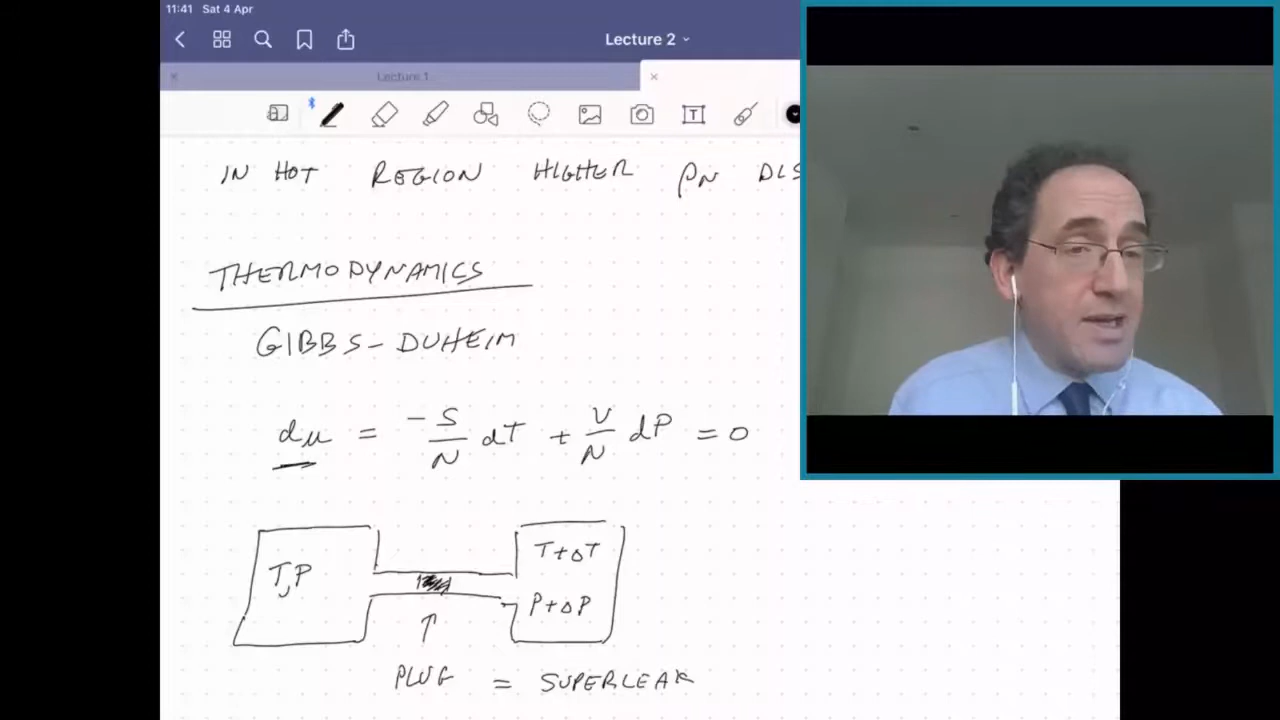 11:41 Sat 4 Apr
Lecture 2
Lecture 1
T
IN HOT REGION HIGHER ρN DIS
THERMODYNAMICS
GIBBS-DUHEIM
dμ = -S/N dT + V/N dP = 0
T, P
T+ΔT
P+ΔP
PLUG = SUPERLEAK